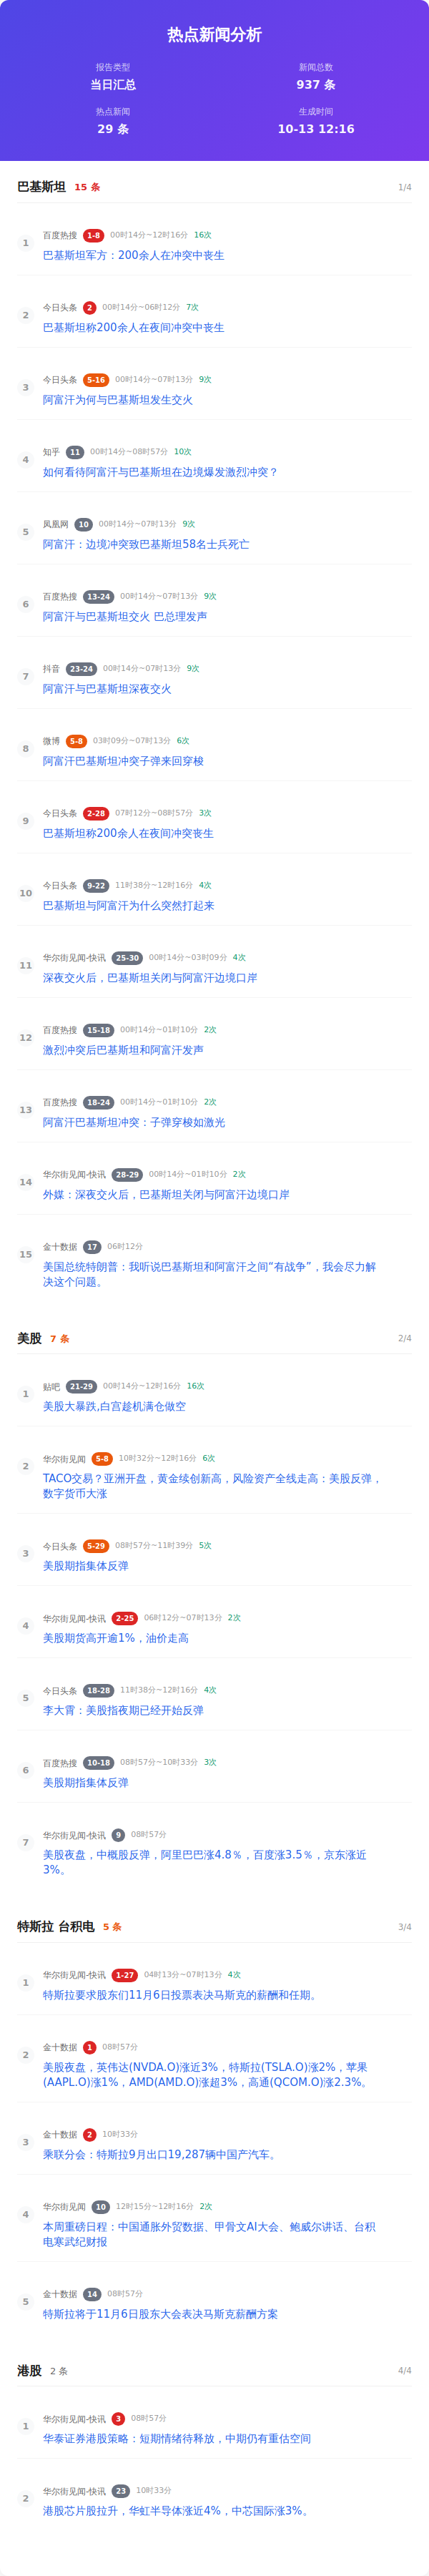 热点新闻分析
报告类型
当日汇总
新闻总数
937 条
热点新闻
29 条
生成时间
10-13 12:16
巴基斯坦 15 条 1/4
1
百度热搜 1-8 00时14分~12时16分 16次
巴基斯坦军方：200余人在冲突中丧生
2
今日头条 2 00时14分~06时12分 7次
巴基斯坦称200余人在夜间冲突中丧生
3
今日头条 5-16 00时14分~07时13分 9次
阿富汗为何与巴基斯坦发生交火
4
知乎 11 00时14分~08时57分 10次
如何看待阿富汗与巴基斯坦在边境爆发激烈冲突？
5
凤凰网 10 00时14分~07时13分 9次
阿富汗：边境冲突致巴基斯坦58名士兵死亡
6
百度热搜 13-24 00时14分~07时13分 9次
阿富汗与巴基斯坦交火 巴总理发声
7
抖音 23-24 00时14分~07时13分 9次
阿富汗与巴基斯坦深夜交火
8
微博 5-8 03时09分~07时13分 6次
阿富汗巴基斯坦冲突子弹来回穿梭
9
今日头条 2-28 07时12分~08时57分 3次
巴基斯坦称200余人在夜间冲突丧生
10
今日头条 9-22 11时38分~12时16分 4次
巴基斯坦与阿富汗为什么突然打起来
11
华尔街见闻-快讯 25-30 00时14分~03时09分 4次
深夜交火后，巴基斯坦关闭与阿富汗边境口岸
12
百度热搜 15-18 00时14分~01时10分 2次
激烈冲突后巴基斯坦和阿富汗发声
13
百度热搜 18-24 00时14分~01时10分 2次
阿富汗巴基斯坦冲突：子弹穿梭如激光
14
华尔街见闻-快讯 28-29 00时14分~01时10分 2次
外媒：深夜交火后，巴基斯坦关闭与阿富汗边境口岸
15
金十数据 17 06时12分
美国总统特朗普：我听说巴基斯坦和阿富汗之间“有战争”，我会尽力解
决这个问题。
美股 7 条 2/4
1
贴吧 21-29 00时14分~12时16分 16次
美股大暴跌,白宫趁机满仓做空
2
华尔街见闻 5-8 10时32分~12时16分 6次
TACO交易？亚洲开盘，黄金续创新高，风险资产全线走高：美股反弹，
数字货币大涨
3
今日头条 5-29 08时57分~11时39分 5次
美股期指集体反弹
4
华尔街见闻-快讯 2-25 06时12分~07时13分 2次
美股期货高开逾1%，油价走高
5
今日头条 18-28 11时38分~12时16分 4次
李大霄：美股指夜期已经开始反弹
6
百度热搜 10-18 08时57分~10时33分 3次
美股期指集体反弹
7
华尔街见闻-快讯 9 08时57分
美股夜盘，中概股反弹，阿里巴巴涨4.8％，百度涨3.5％，京东涨近
3%。
特斯拉 台积电 5 条 3/4
1
华尔街见闻-快讯 1-27 04时13分~07时13分 4次
特斯拉要求股东们11月6日投票表决马斯克的薪酬和任期。
2
金十数据 1 08时57分
美股夜盘，英伟达(NVDA.O)涨近3%，特斯拉(TSLA.O)涨2%，苹果
(AAPL.O)涨1%，AMD(AMD.O)涨超3%，高通(QCOM.O)涨2.3%。
3
金十数据 2 10时33分
乘联分会：特斯拉9月出口19,287辆中国产汽车。
4
华尔街见闻 10 12时15分~12时16分 2次
本周重磅日程：中国通胀外贸数据、甲骨文AI大会、鲍威尔讲话、台积
电寒武纪财报
5
金十数据 14 08时57分
特斯拉将于11月6日股东大会表决马斯克薪酬方案
港股 2 条 4/4
1
华尔街见闻-快讯 3 08时57分
华泰证券港股策略：短期情绪待释放，中期仍有重估空间
2
华尔街见闻-快讯 23 10时33分
港股芯片股拉升，华虹半导体涨近4%，中芯国际涨3%。